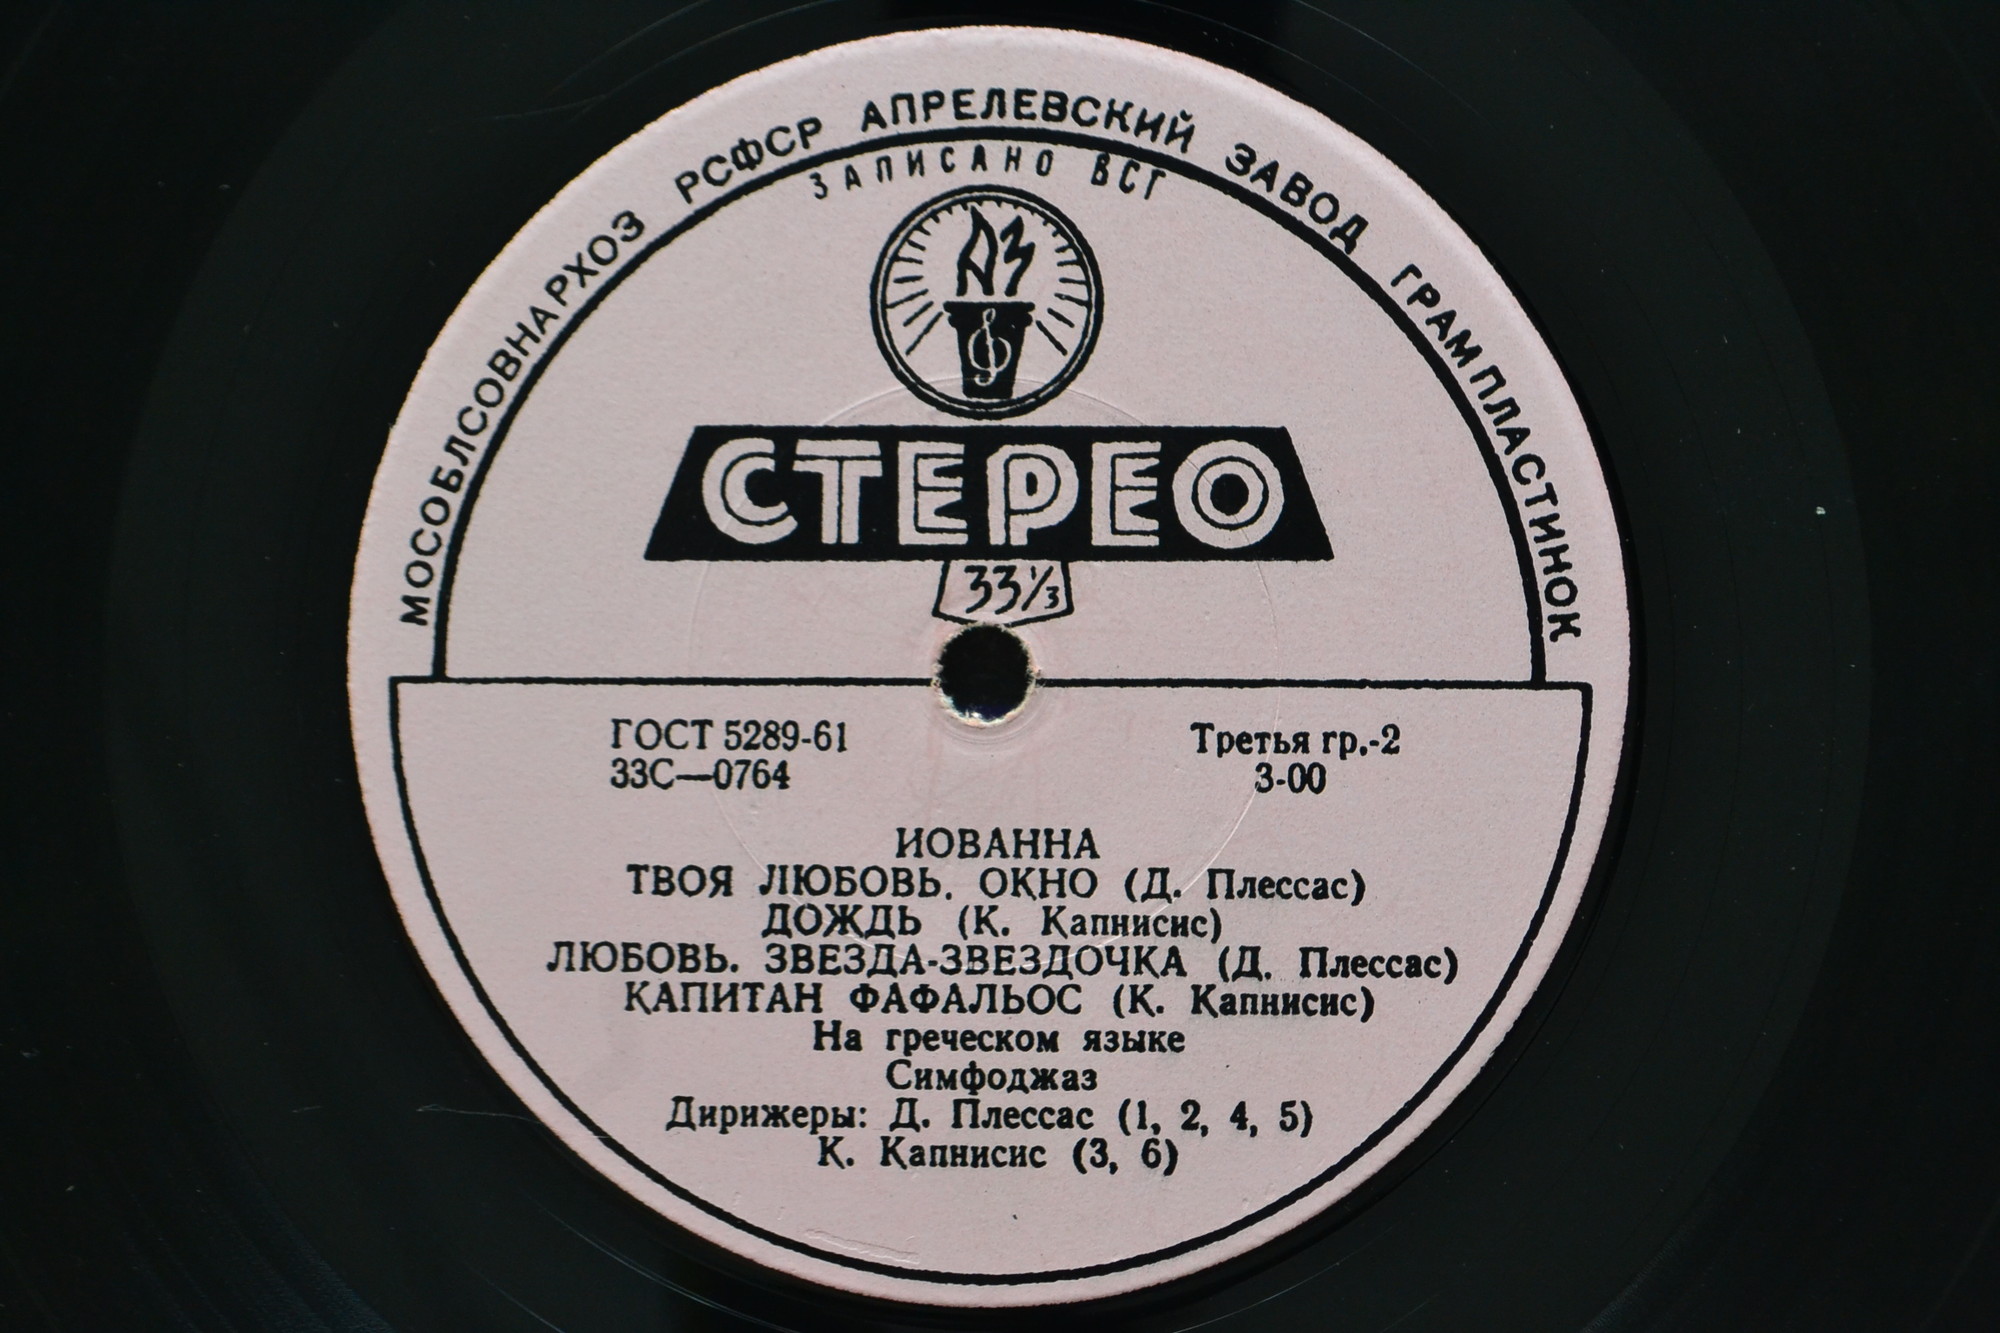 МОСОБЛСОВНАРХОЗ РСФСР АПРЕЛЕВСКИЙ ЗАВОД ГРАМПЛАСТИНОК
ЗАПИСАНО ВСГ
АЗ
СТЕРЕО
33⅓
ГОСТ 5289-61 Третья гр.-2
33С—0764 3-00
ИОВАННА
ТВОЯ ЛЮБОВЬ. ОКНО (Д. Плессас)
ДОЖДЬ (К. Капнисис)
ЛЮБОВЬ. ЗВЕЗДА-ЗВЕЗДОЧКА (Д. Плессас)
КАПИТАН ФАФАЛЬОС (К. Капнисис)
На греческом языке
Симфоджаз
Дирижеры: Д. Плессас (1, 2, 4, 5)
К. Капнисис (3, 6)